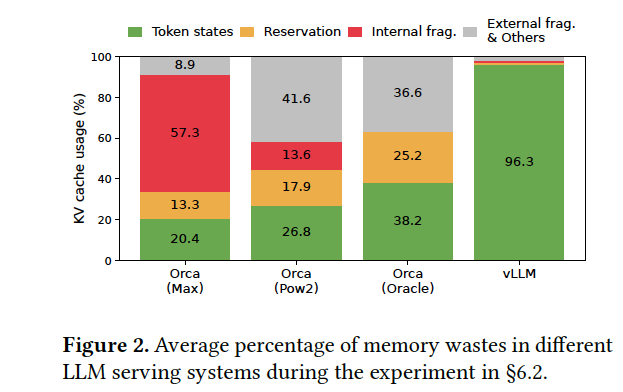 Token states Reservation Internal frag. External frag. & Others
KV cache usage (%)
100
80
60
40
20
0
8.9
57.3
13.3
20.4
41.6
13.6
17.9
26.8
36.6
25.2
38.2
96.3
Orca (Max)
Orca (Pow2)
Orca (Oracle)
vLLM
Figure 2. Average percentage of memory wastes in different
LLM serving systems during the experiment in §6.2.